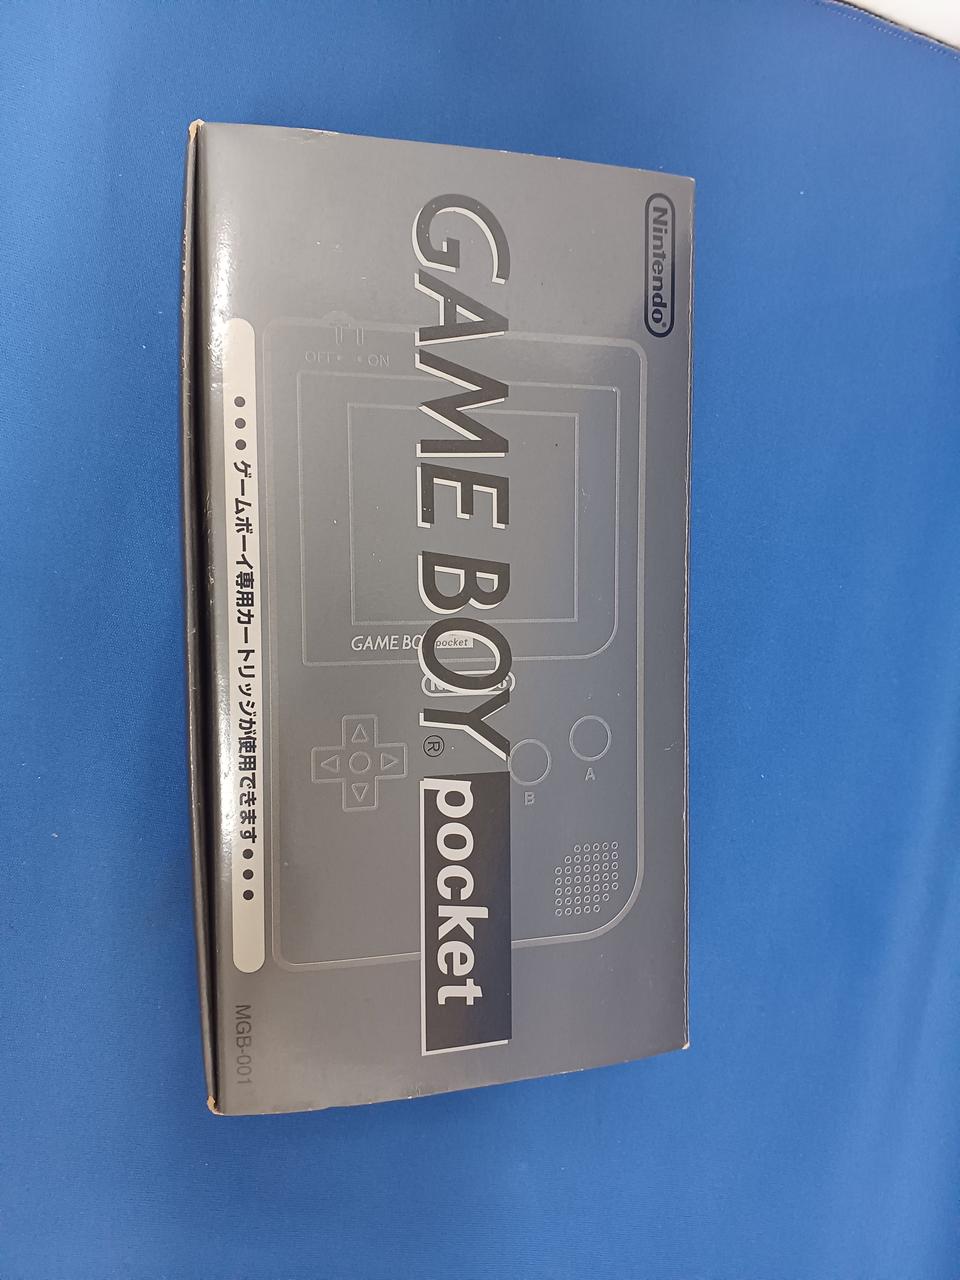 Nintendo®
GAME BOY® pocket
OFF • • ON
GAME BOY pocket
A
B
●●●ゲームボーイ専用カートリッジが使用できます●●●
MGB-001